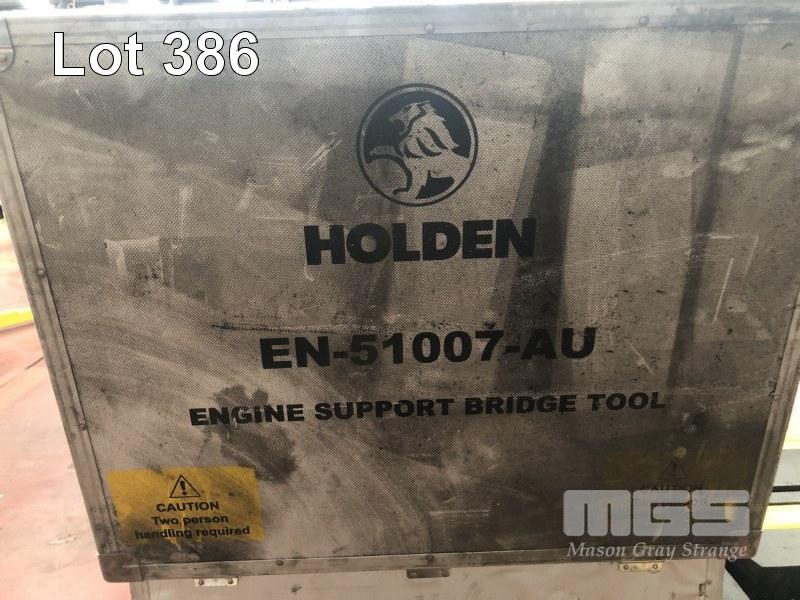 Lot 386
HOLDEN
EN-51007-AU
ENGINE SUPPORT BRIDGE TOOL
CAUTION
Two person
handling required
CAUTION
MGS
Mason Gray Strange